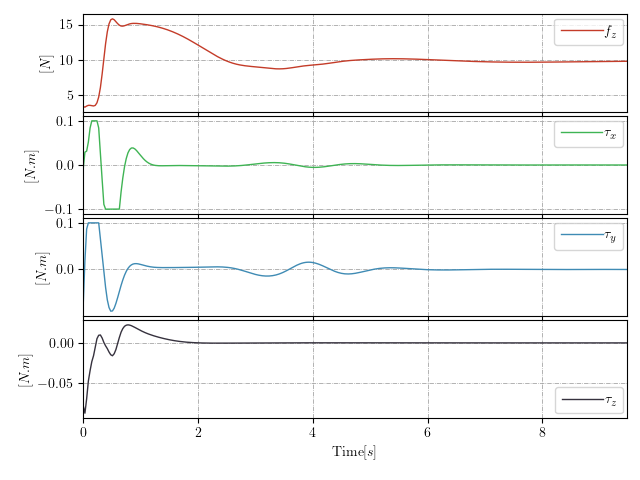 15
10
5
[N]
f_z
0.1
0.0
−0.1
[N.m]
τ_x
0.1
0.0
[N.m]
τ_y
0.00
−0.05
[N.m]
τ_z
0 2 4 6 8
Time[s]